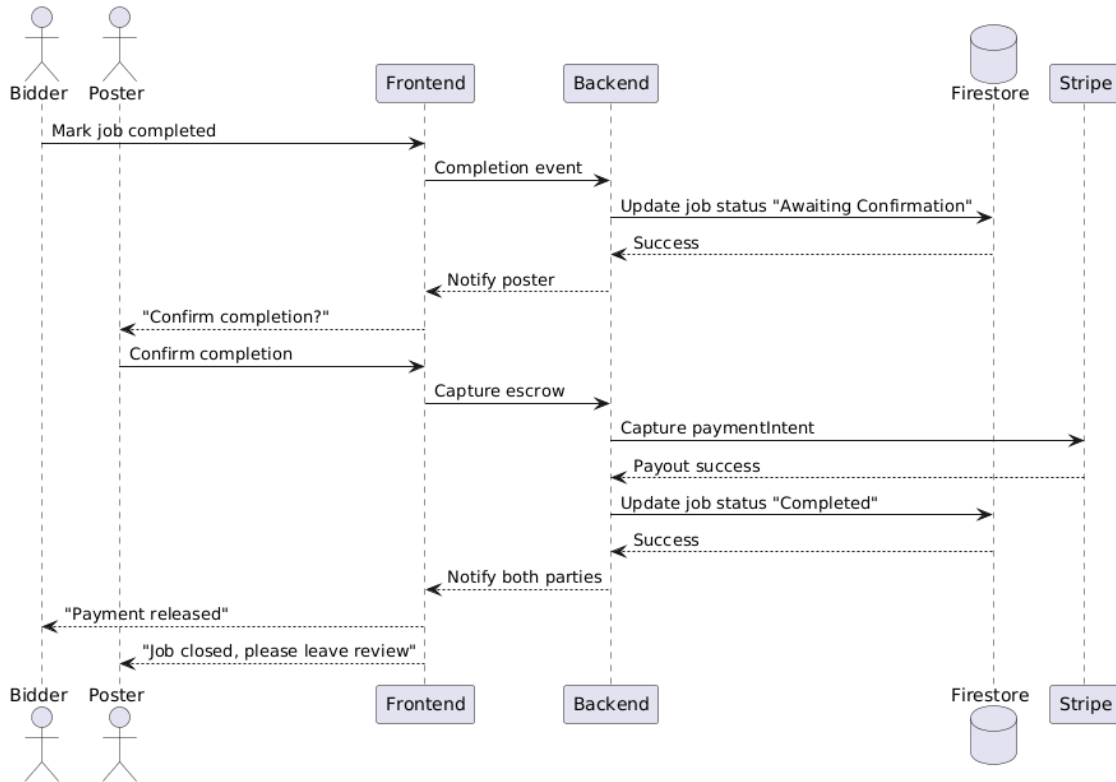 Bidder
Poster
Frontend
Backend
Firestore
Stripe
Mark job completed
Completion event
Update job status "Awaiting Confirmation"
Success
Notify poster
"Confirm completion?"
Confirm completion
Capture escrow
Capture paymentIntent
Payout success
Update job status "Completed"
Success
Notify both parties
"Payment released"
"Job closed, please leave review"
Bidder
Poster
Frontend
Backend
Firestore
Stripe